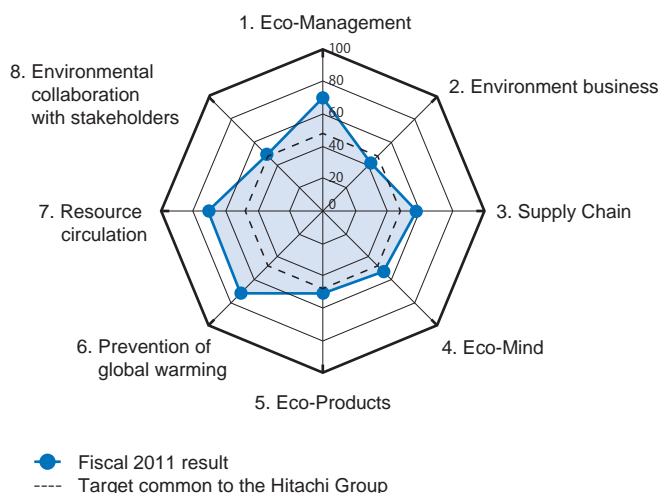 1. Eco-Management
100
80
60
40
20
0
2. Environment business
3. Supply Chain
4. Eco-Mind
5. Eco-Products
6. Prevention of
global warming
7. Resource
circulation
8. Environmental
collaboration
with stakeholders
Fiscal 2011 result
Target common to the Hitachi Group